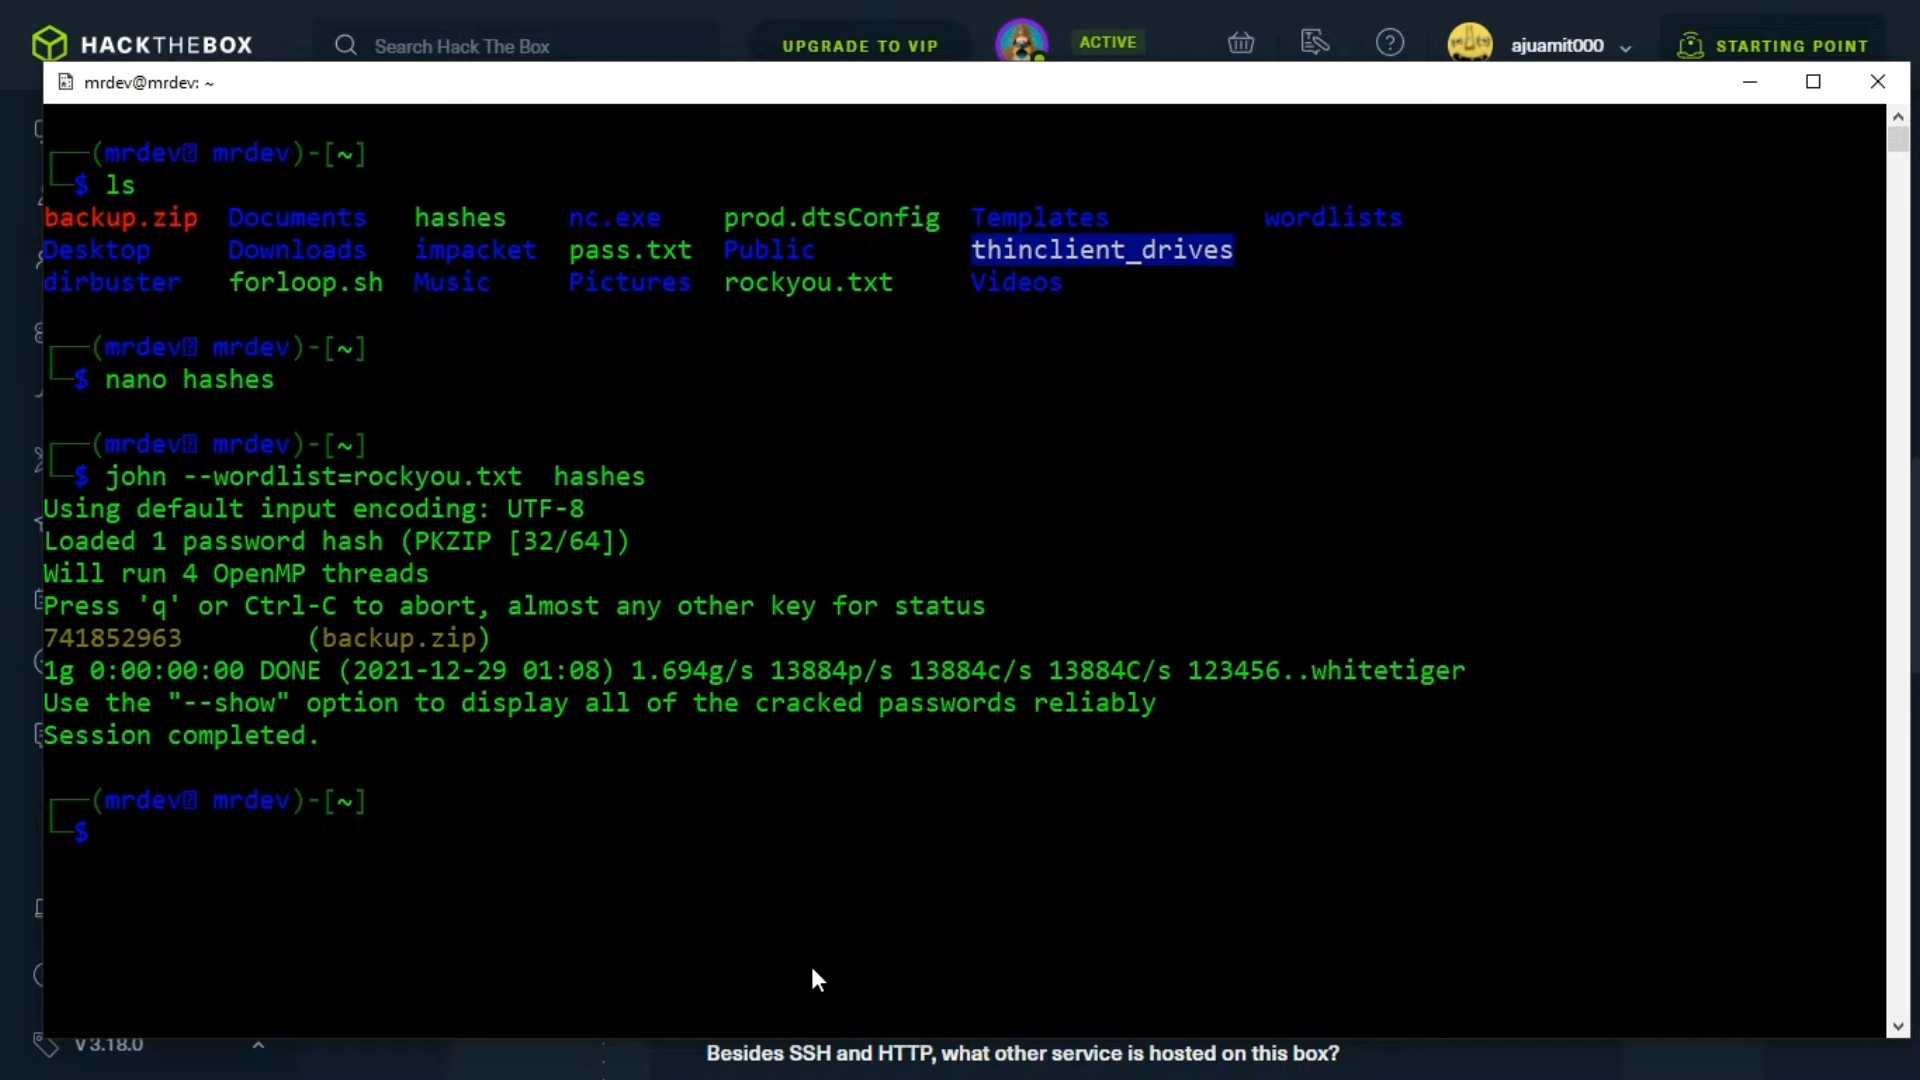 HACKTHEBOX
Search Hack The Box
UPGRADE TO VIP
ACTIVE
ajuamit000
STARTING POINT
mrdev@mrdev: ~
(mrdev mrdev)-[~]
$ ls
backup.zip Documents hashes nc.exe prod.dtsConfig Templates wordlists
Desktop Downloads impacket pass.txt Public thinclient_drives
dirbuster forloop.sh Music Pictures rockyou.txt Videos
(mrdev mrdev)-[~]
$ nano hashes
(mrdev mrdev)-[~]
$ john --wordlist=rockyou.txt  hashes
Using default input encoding: UTF-8
Loaded 1 password hash (PKZIP [32/64])
Will run 4 OpenMP threads
Press 'q' or Ctrl-C to abort, almost any other key for status
741852963 (backup.zip)
1g 0:00:00:00 DONE (2021-12-29 01:08) 1.694g/s 13884p/s 13884c/s 13884C/s 123456..whitetiger
Use the "--show" option to display all of the cracked passwords reliably
Session completed.
(mrdev mrdev)-[~]
$
V 3.18.0
Besides SSH and HTTP, what other service is hosted on this box?